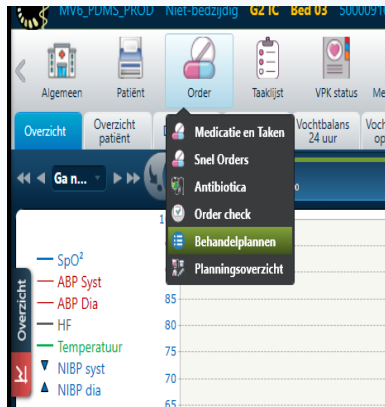 MV6_PDMS_PROD Niet-bedzijdig G2 IC Bed 03
Algemeen Patiënt Order Taaklijst VPK status
Overzicht
Overzicht patiënt
Vochtbalans 24 uur
Ga n...
Medicatie en Taken
Snel Orders
Antibiotica
Order check
Behandelplannen
Planningsoverzicht
SpO²
ABP Syst
ABP Dia
HF
Temperatuur
NIBP syst
NIBP dia
85
80
75
70
65
Overzicht